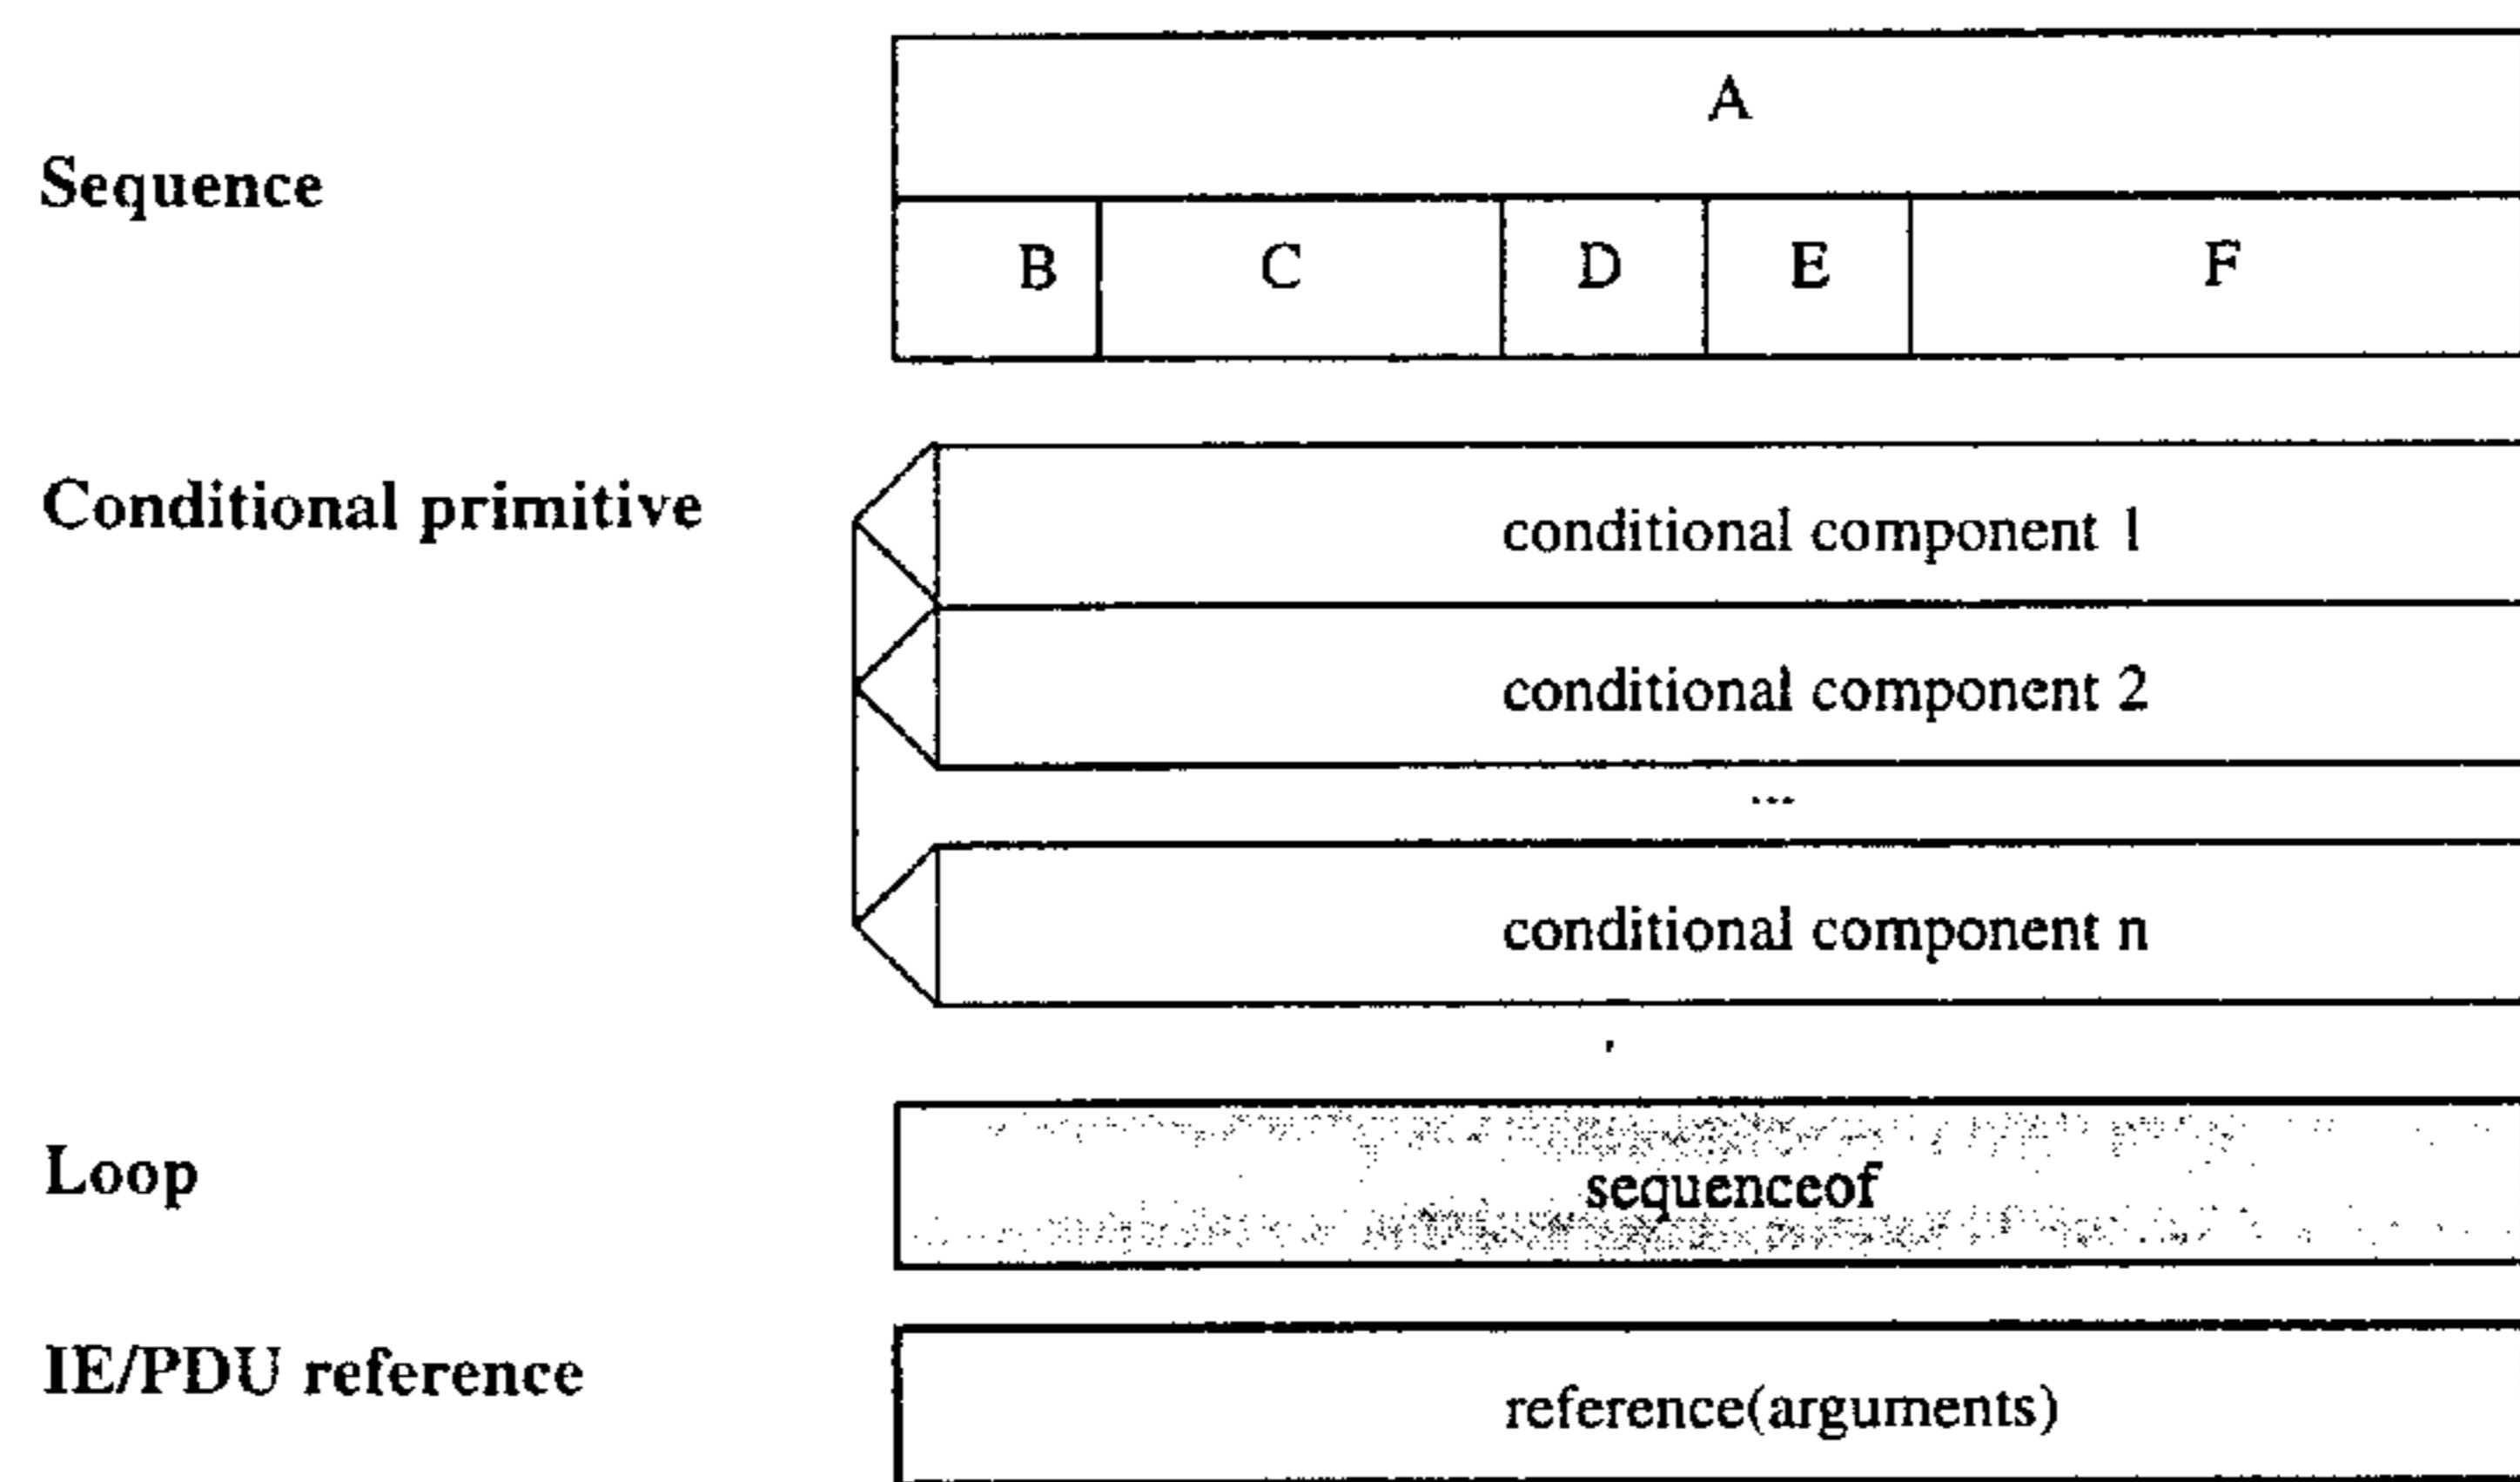 A
Sequence
B C D E F
Conditional primitive
conditional component 1
conditional component 2
...
conditional component n
Loop
sequenceof
IE/PDU reference
reference(arguments)